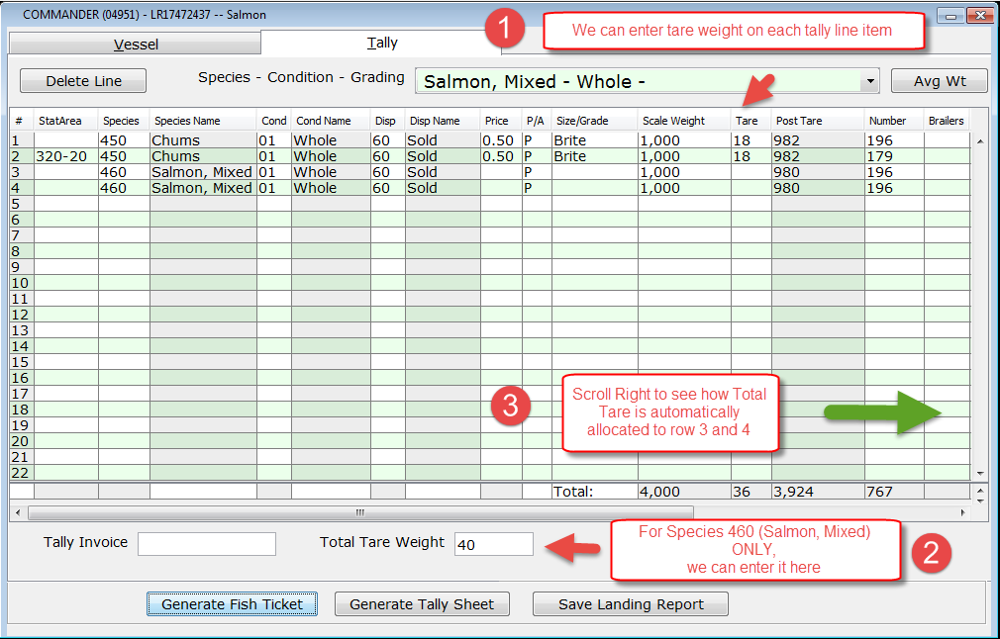 COMMANDER (04951) - LR17472437 -- Salmon
1
We can enter tare weight on each tally line item
Vessel
Tally
Delete Line
Species - Condition - Grading
Salmon, Mixed - Whole -
Avg Wt
# StatArea Species Species Name Cond Cond Name Disp Disp Name Price P/A Size/Grade Scale Weight Tare Post Tare Number Brailers
1 450 Chums 01 Whole 60 Sold 0.50 P Brite 1,000 18 982 196
2 320-20 450 Chums 01 Whole 60 Sold 0.50 P Brite 1,000 18 982 179
3 460 Salmon, Mixed 01 Whole 60 Sold P 1,000 980 196
4 460 Salmon, Mixed 01 Whole 60 Sold P 1,000 980 196
5
6
7
8
9
10
11
12
13
14
15
16
17
18
19
20
21
22
3
Scroll Right to see how Total
Tare is automatically
allocated to row 3 and 4
Total: 4,000 36 3,924 767
Tally Invoice
Total Tare Weight 40
For Species 460 (Salmon, Mixed)
ONLY,
we can enter it here
2
Generate Fish Ticket
Generate Tally Sheet
Save Landing Report